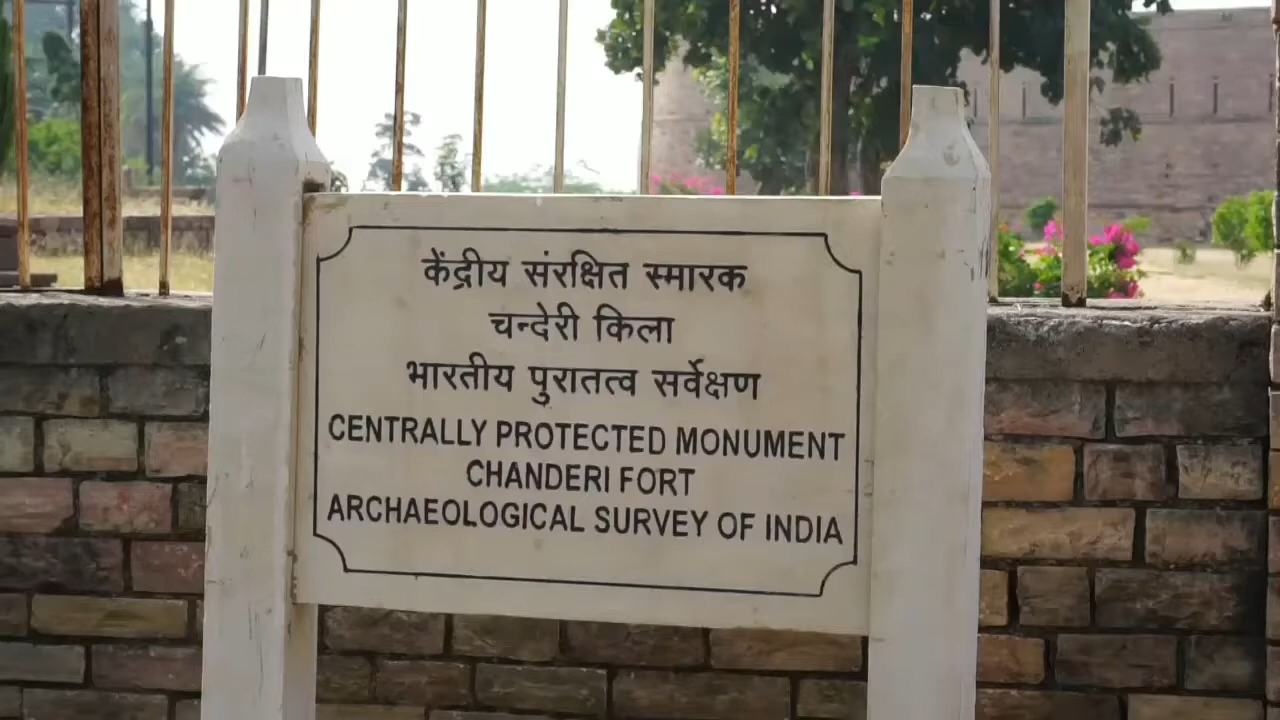 केंद्रीय संरक्षित स्मारक
चन्देरी किला
भारतीय पुरातत्व सर्वेक्षण
CENTRALLY PROTECTED MONUMENT
CHANDERI FORT
ARCHAEOLOGICAL SURVEY OF INDIA